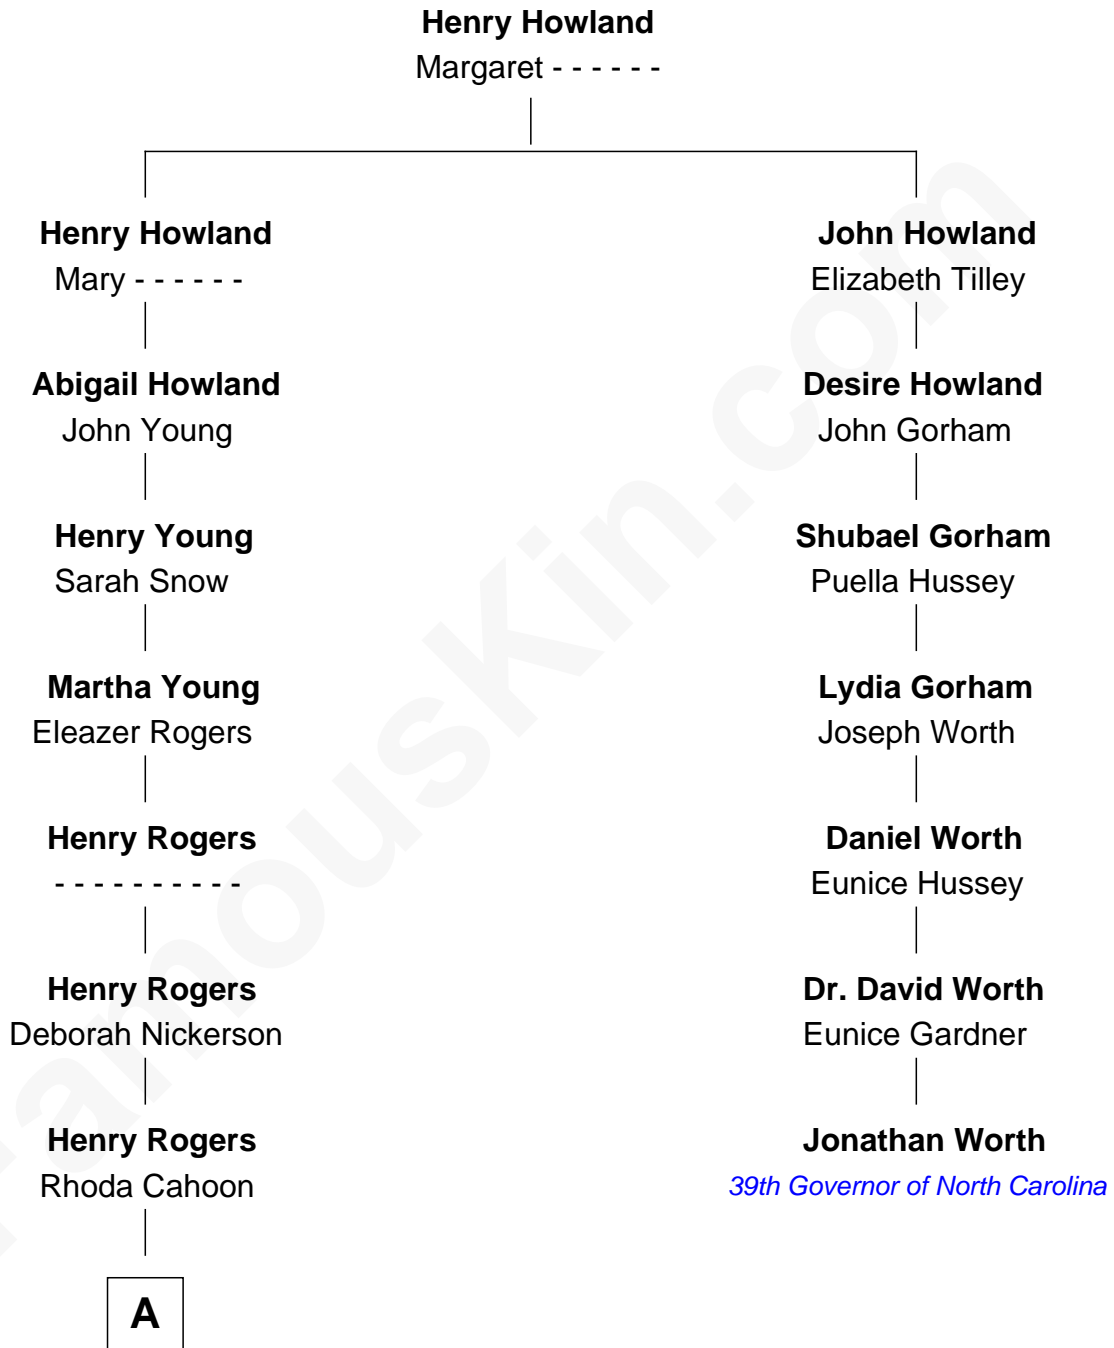 Henry Howland
Margaret - - - - - -
Henry Howland
Mary - - - - - -
John Howland
Elizabeth Tilley
Abigail Howland
John Young
Desire Howland
John Gorham
Henry Young
Sarah Snow
Shubael Gorham
Puella Hussey
Martha Young
Eleazer Rogers
Lydia Gorham
Joseph Worth
Henry Rogers
- - - - - - - - - -
Daniel Worth
Eunice Hussey
Henry Rogers
Deborah Nickerson
Dr. David Worth
Eunice Gardner
Henry Rogers
Rhoda Cahoon
Jonathan Worth
39th Governor of North Carolina
A
FamousKin.com